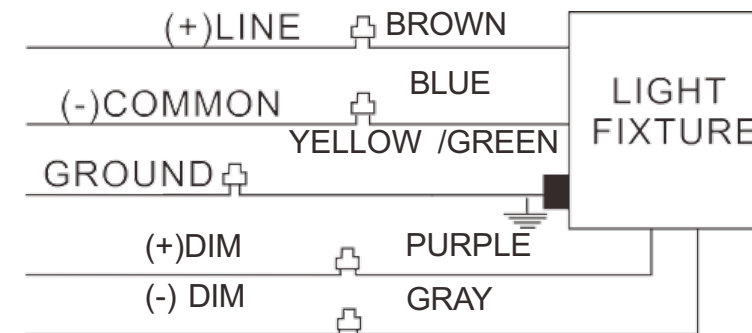 (+)LINE BROWN
(-)COMMON BLUE
YELLOW /GREEN
GROUND
(+)DIM PURPLE
(-) DIM GRAY
LIGHT
FIXTURE